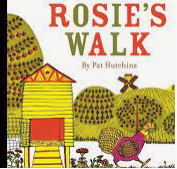 ROSIE'S
WALK
By Pat Hutchins